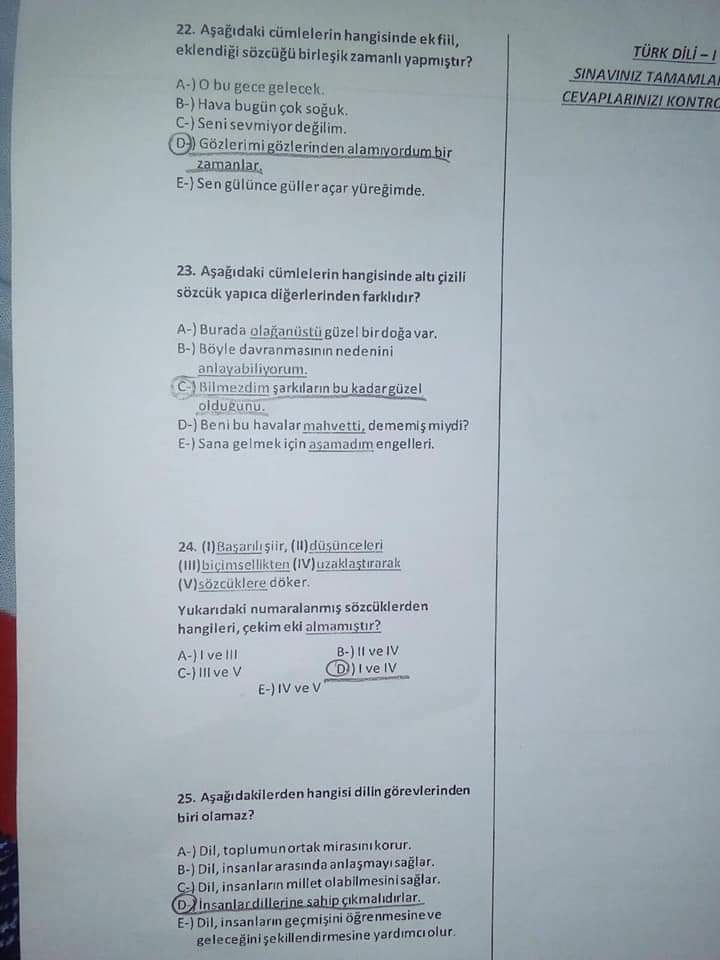 22. Aşağıdaki cümlelerin hangisinde ek fiil,
eklendiği sözcüğü birleşik zamanlı yapmıştır?
A-) O bu gece gelecek.
B-) Hava bugün çok soğuk.
C-) Seni sevmiyor değilim.
D-) Gözlerimi gözlerinden alamıyordum bir
zamanlar.
E-) Sen gülünce güller açar yüreğimde.
23. Aşağıdaki cümlelerin hangisinde altı çizili
sözcük yapıca diğerlerinden farklıdır?
A-) Burada olağanüstü güzel bir doğa var.
B-) Böyle davranmasının nedenini
anlayabiliyorum.
C-) Bilmezdim şarkıların bu kadar güzel
olduğunu.
D-) Beni bu havalar mahvetti, dememiş miydi?
E-) Sana gelmek için aşamadım engelleri.
24. (I)Başarılı şiir, (II)düşünceleri
(III)biçimsellikten (IV)uzaklaştırarak
(V)sözcüklere döker.
Yukarıdaki numaralanmış sözcüklerden
hangileri, çekim eki almamıştır?
A-) I ve III
B-) II ve IV
C-) III ve V
D-) I ve IV
E-) IV ve V
25. Aşağıdakilerden hangisi dilin görevlerinden
biri olamaz?
A-) Dil, toplumun ortak mirasını korur.
B-) Dil, insanlar arasında anlaşmayı sağlar.
C-) Dil, insanların millet olabilmesini sağlar.
D-) İnsanlar dillerine sahip çıkmalıdırlar.
E-) Dil, insanların geçmişini öğrenmesine ve
geleceğini şekillendirmesine yardımcı olur.
TÜRK DİLİ – I
SINAVINIZ TAMAMLA
CEVAPLARINIZI KONTRO